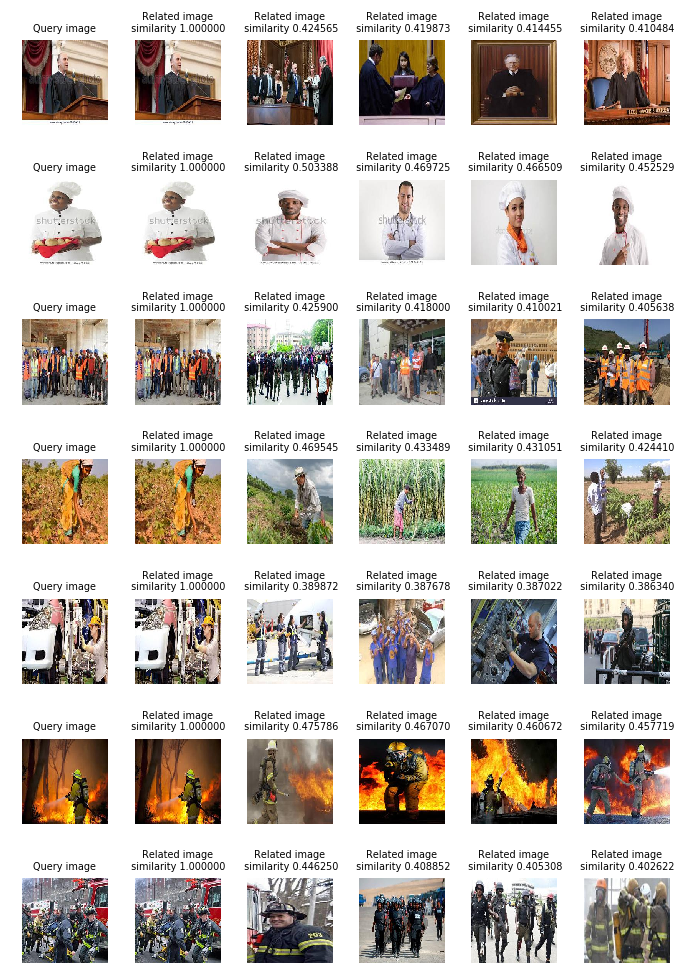 Query image
Related image
similarity 1.000000
Related image
similarity 0.424565
Related image
similarity 0.419873
Related image
similarity 0.414455
Related image
similarity 0.410484
Query image
Related image
similarity 1.000000
Related image
similarity 0.503388
Related image
similarity 0.469725
Related image
similarity 0.466509
Related image
similarity 0.452529
shutterstock
shutterstock
shutterstock
shutterstock
Query image
Related image
similarity 1.000000
Related image
similarity 0.425900
Related image
similarity 0.418000
Related image
similarity 0.410021
Related image
similarity 0.405638
Query image
Related image
similarity 1.000000
Related image
similarity 0.469545
Related image
similarity 0.433489
Related image
similarity 0.431051
Related image
similarity 0.424410
Query image
Related image
similarity 1.000000
Related image
similarity 0.389872
Related image
similarity 0.387678
Related image
similarity 0.387022
Related image
similarity 0.386340
Query image
Related image
similarity 1.000000
Related image
similarity 0.475786
Related image
similarity 0.467070
Related image
similarity 0.460672
Related image
similarity 0.457719
Query image
Related image
similarity 1.000000
Related image
similarity 0.446250
Related image
similarity 0.408852
Related image
similarity 0.405308
Related image
similarity 0.402622